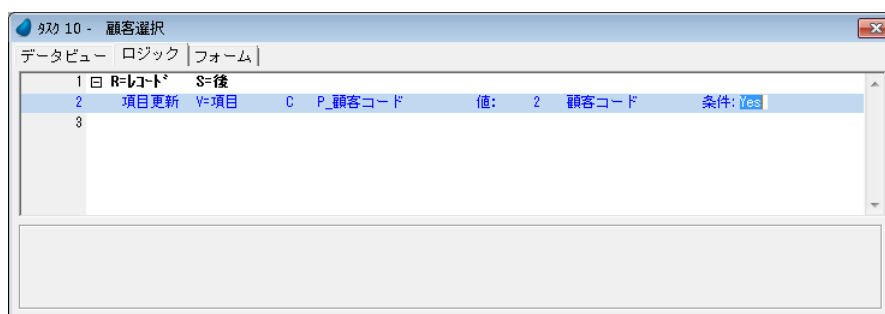 ﾀｽｸ 10 - 顧客選択
データビュー ロジック フォーム
1 R=ﾚｺｰﾄﾞ S=後
2 項目更新 V=項目 C P_顧客コード 値: 2 顧客コード 条件: Yes
3